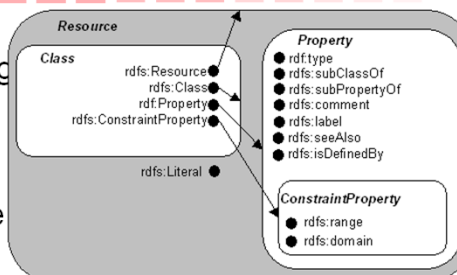 Resource
Class
rdfs:Resource
rdfs:Class
rdf:Property
rdfs:ConstraintProperty
rdfs:Literal
Property
rdf:type
rdfs:subClassOf
rdfs:subPropertyOf
rdfs:comment
rdfs:label
rdfs:seeAlso
rdfs:isDefinedBy
ConstraintProperty
rdfs:range
rdfs:domain
g
e